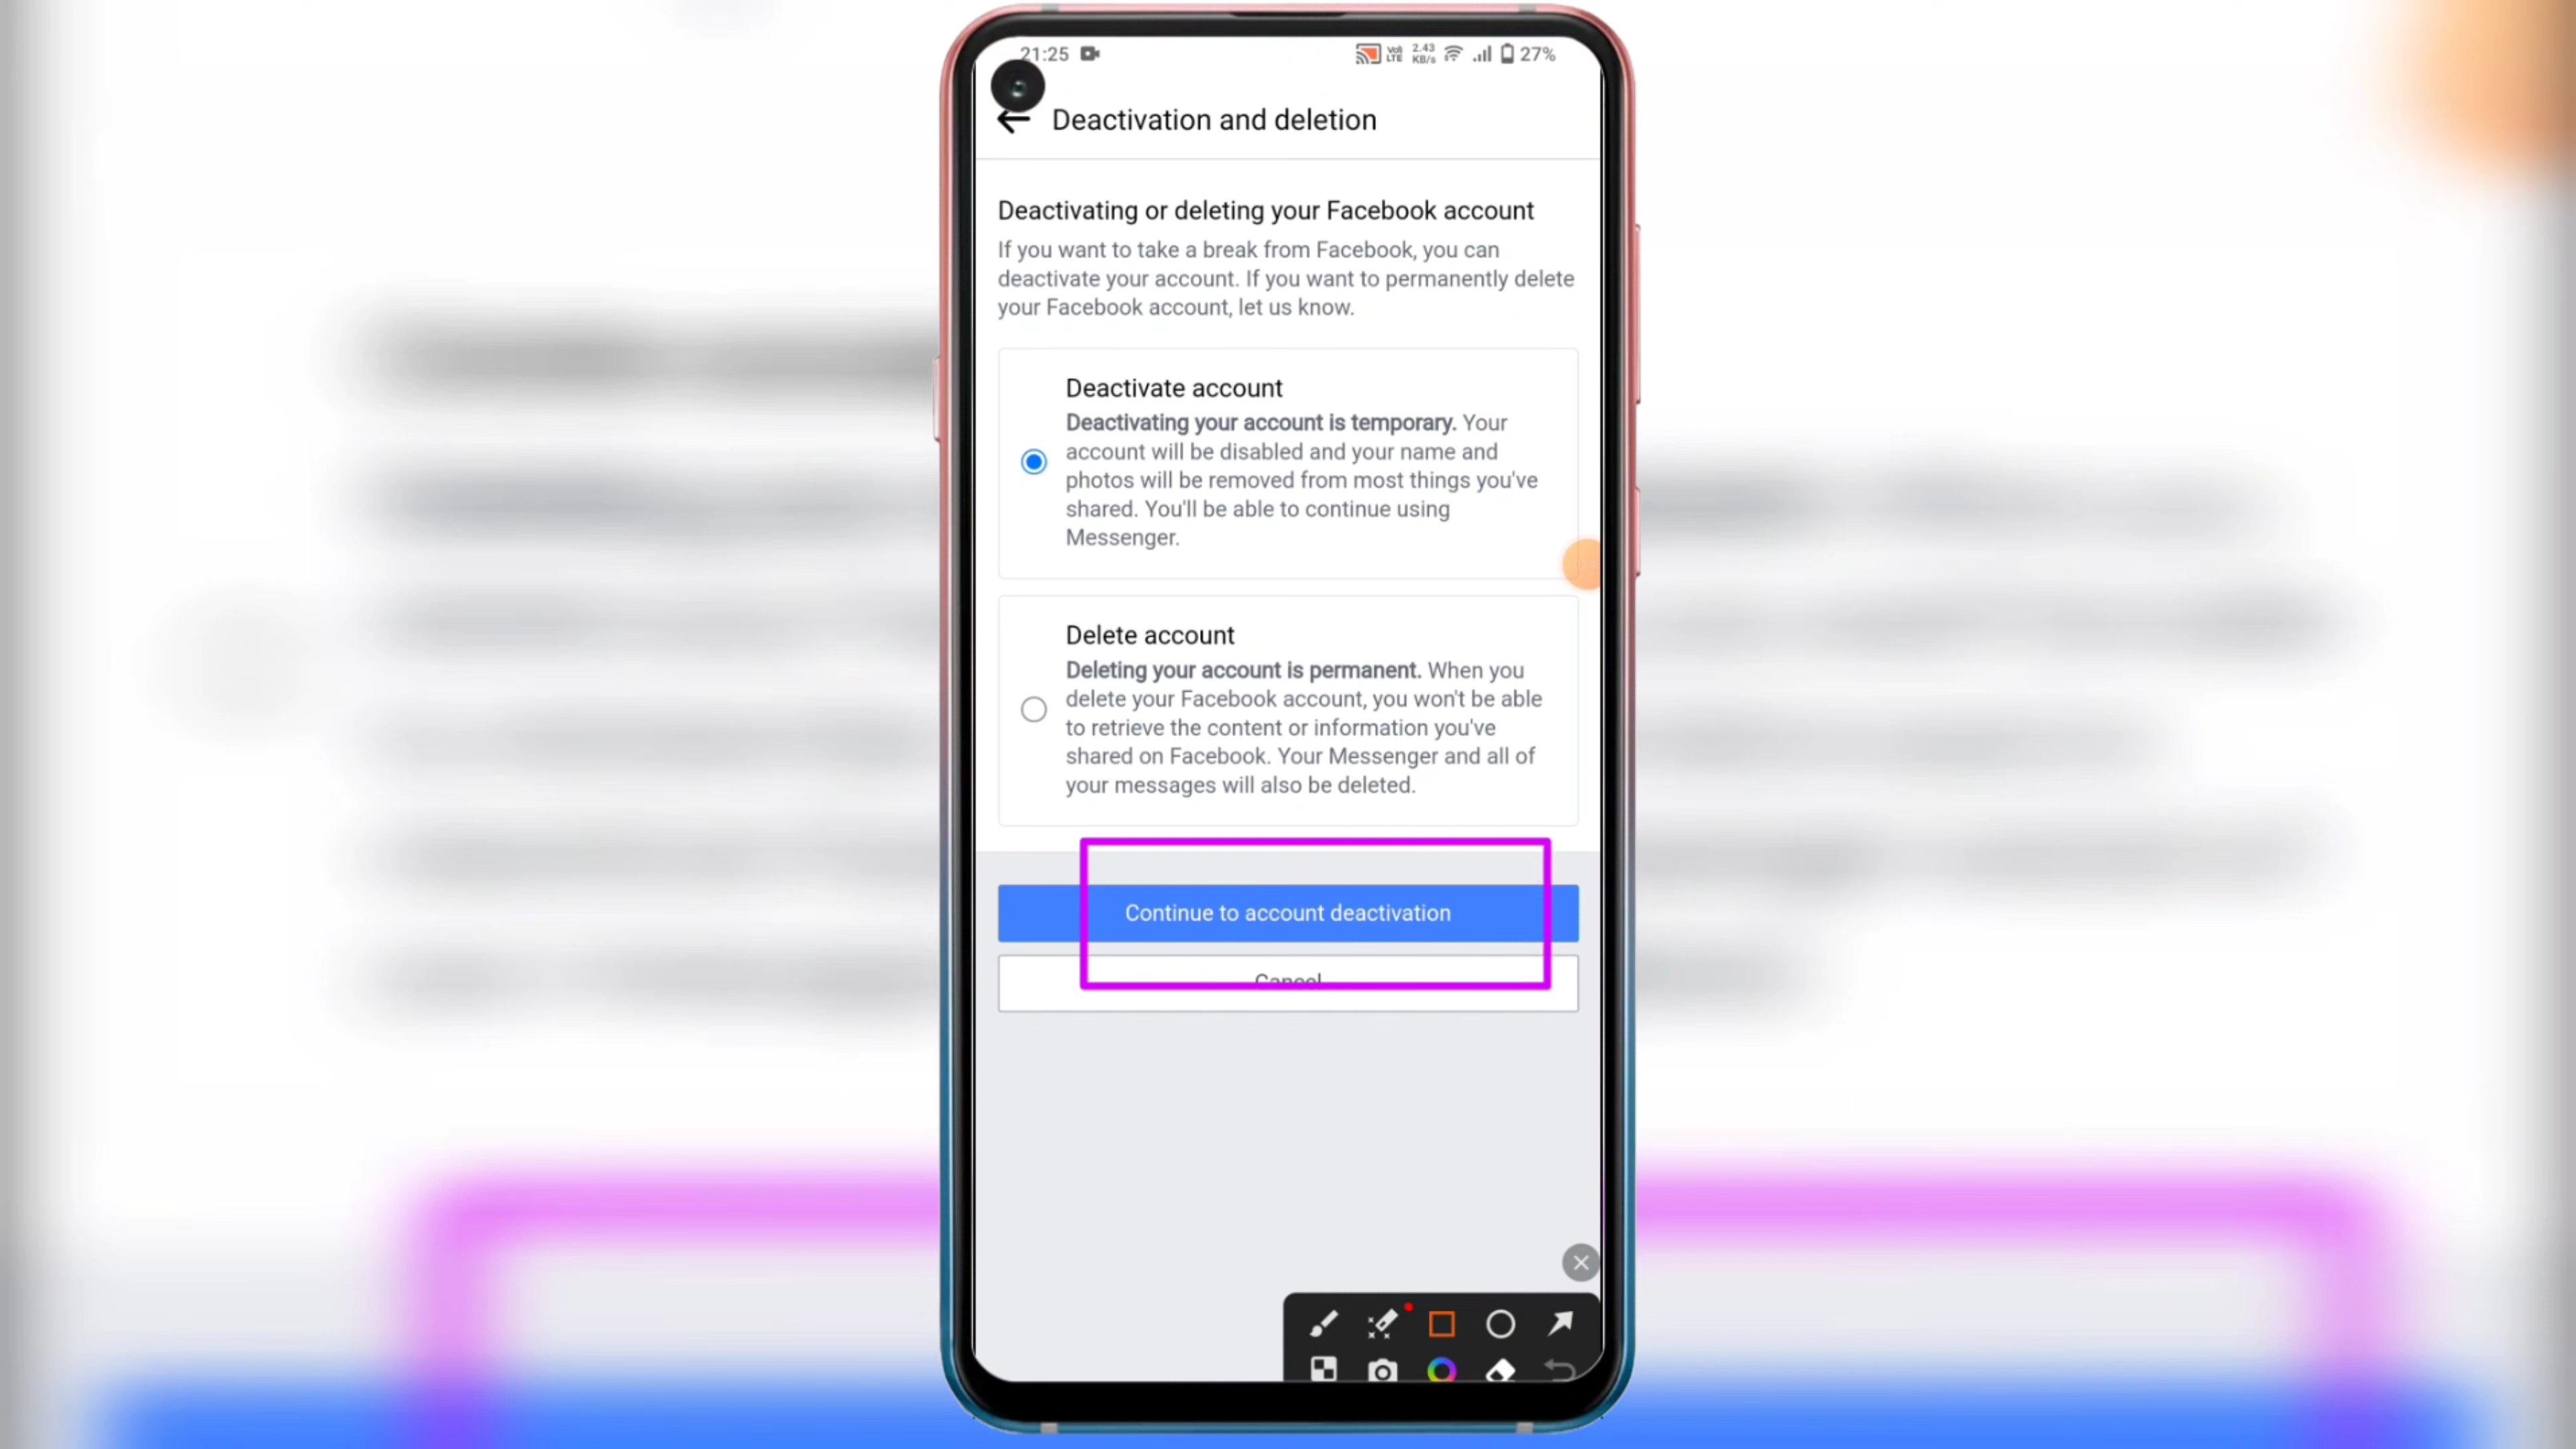 21:25 Vo) LTE 2.43 KB/s 27%
Deactivation and deletion
Deactivating or deleting your Facebook account
If you want to take a break from Facebook, you can
deactivate your account. If you want to permanently delete
your Facebook account, let us know.
Deactivate account
Deactivating your account is temporary. Your
account will be disabled and your name and
photos will be removed from most things you've
shared. You'll be able to continue using
Messenger.
Delete account
Deleting your account is permanent. When you
delete your Facebook account, you won't be able
to retrieve the content or information you've
shared on Facebook. Your Messenger and all of
your messages will also be deleted.
Continue to account deactivation
Cancel